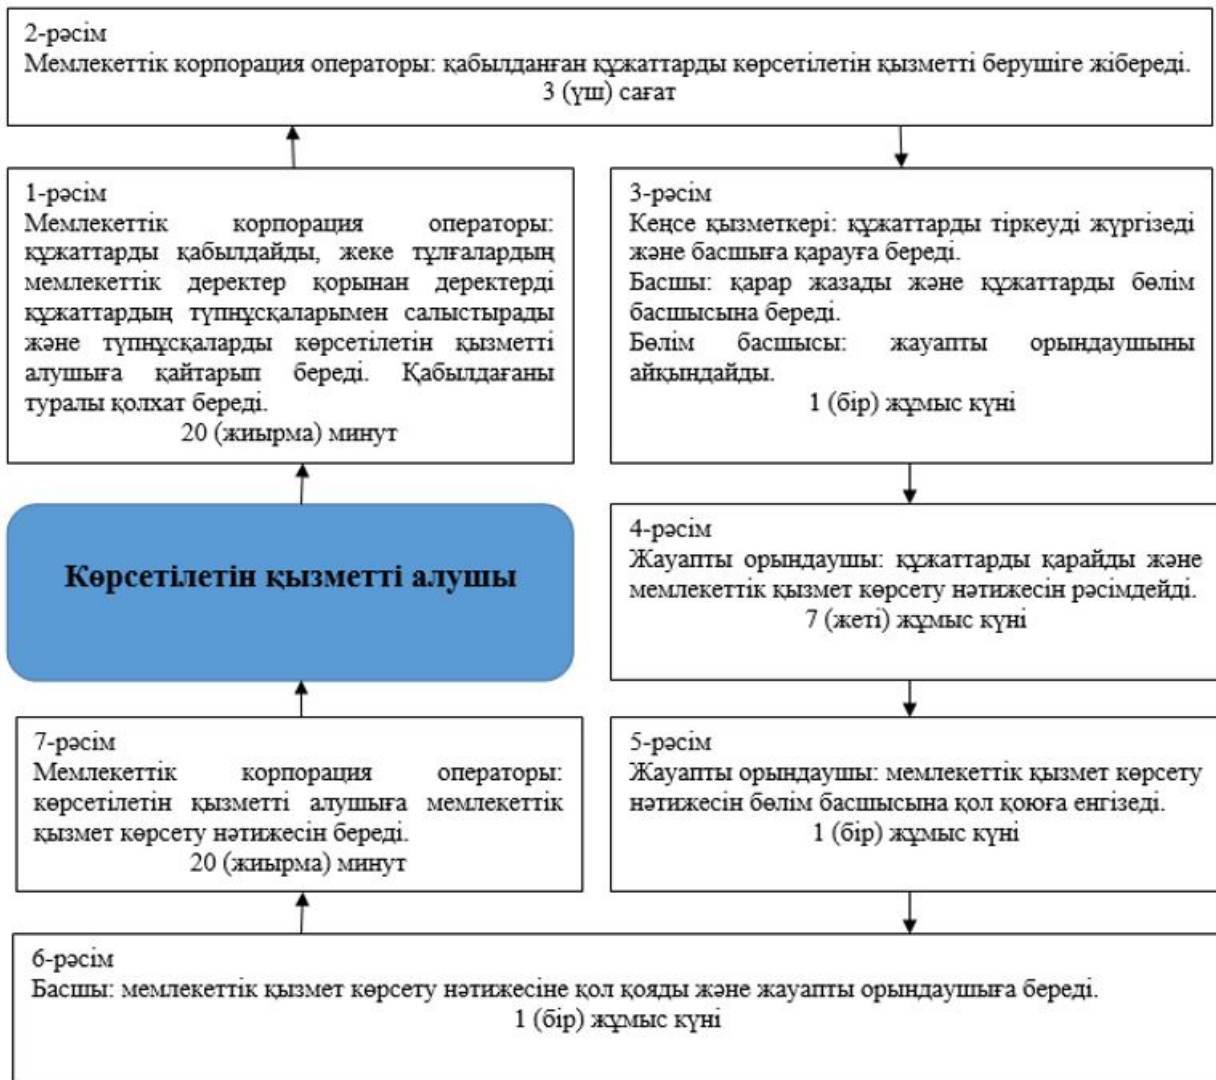 2-рәсім
Мемлекеттік корпорация операторы: қабылданған құжаттарды көрсетілетін қызметті берушіге жібереді.
3 (үш) сағат
1-рәсім
Мемлекеттік корпорация операторы:
құжаттарды қабылдайды, жеке тұлғалардың
мемлекеттік деректер қорынан деректерді
құжаттардың түпнұсқаларымен салыстырады
және түпнұсқаларды көрсетілетін қызметті
алушыға қайтарып береді. Қабылдағаны
туралы қолхат береді.
20 (жиырма) минут
3-рәсім
Кеңсе қызметкері: құжаттарды тіркеуді жүргізеді
және басшыға қарауға береді.
Басшы: қарар жазады және құжаттарды бөлім
басшысына береді.
Бөлім басшысы: жауапты орындаушыны
айқындайды.
1 (бір) жұмыс күні
Көрсетілетін қызметті алушы
4-рәсім
Жауапты орындаушы: құжаттарды қарайды және
мемлекеттік қызмет көрсету нәтижесін рәсімдейді.
7 (жеті) жұмыс күні
7-рәсім
Мемлекеттік корпорация операторы:
көрсетілетін қызметті алушыға мемлекеттік
қызмет көрсету нәтижесін береді.
20 (жиырма) минут
5-рәсім
Жауапты орындаушы: мемлекеттік қызмет көрсету
нәтижесін бөлім басшысына қол қоюға енгізеді.
1 (бір) жұмыс күні
6-рәсім
Басшы: мемлекеттік қызмет көрсету нәтижесіне қол қояды және жауапты орындаушыға береді.
1 (бір) жұмыс күні